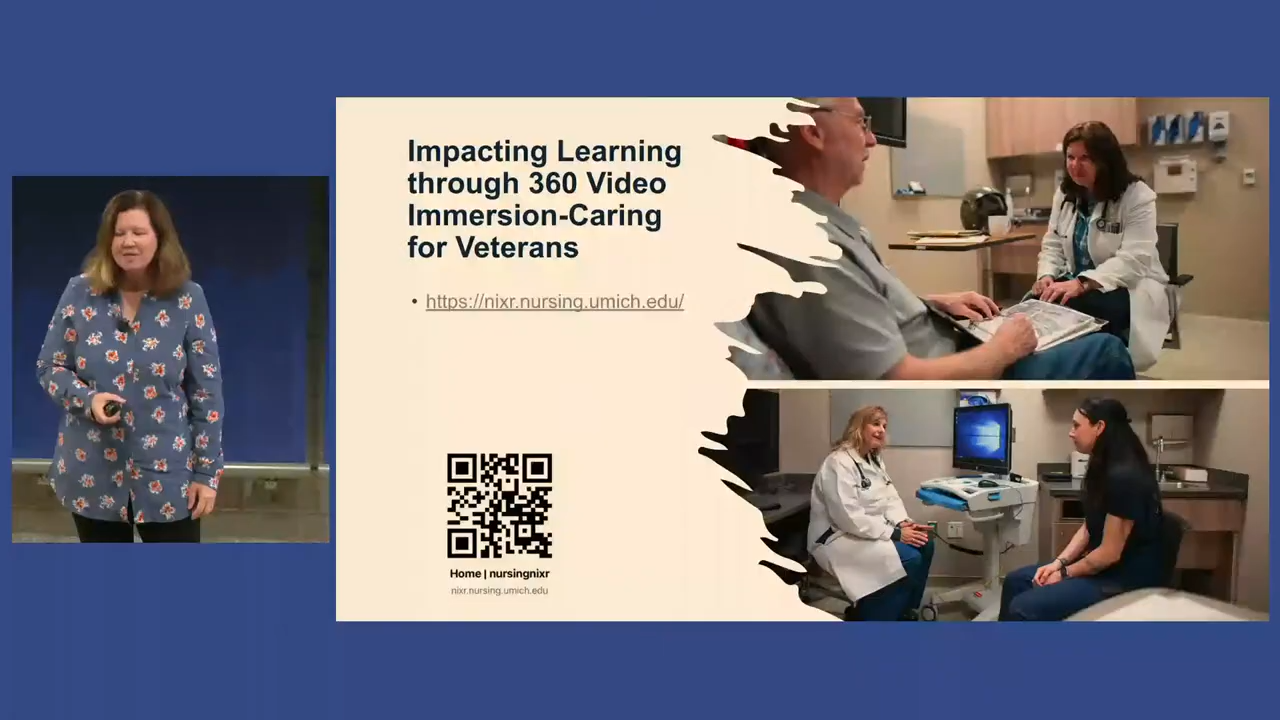 Impacting Learning
through 360 Video
Immersion-Caring
for Veterans
• https://nixr.nursing.umich.edu/
Home | nursingnixr
nixr.nursing.umich.edu